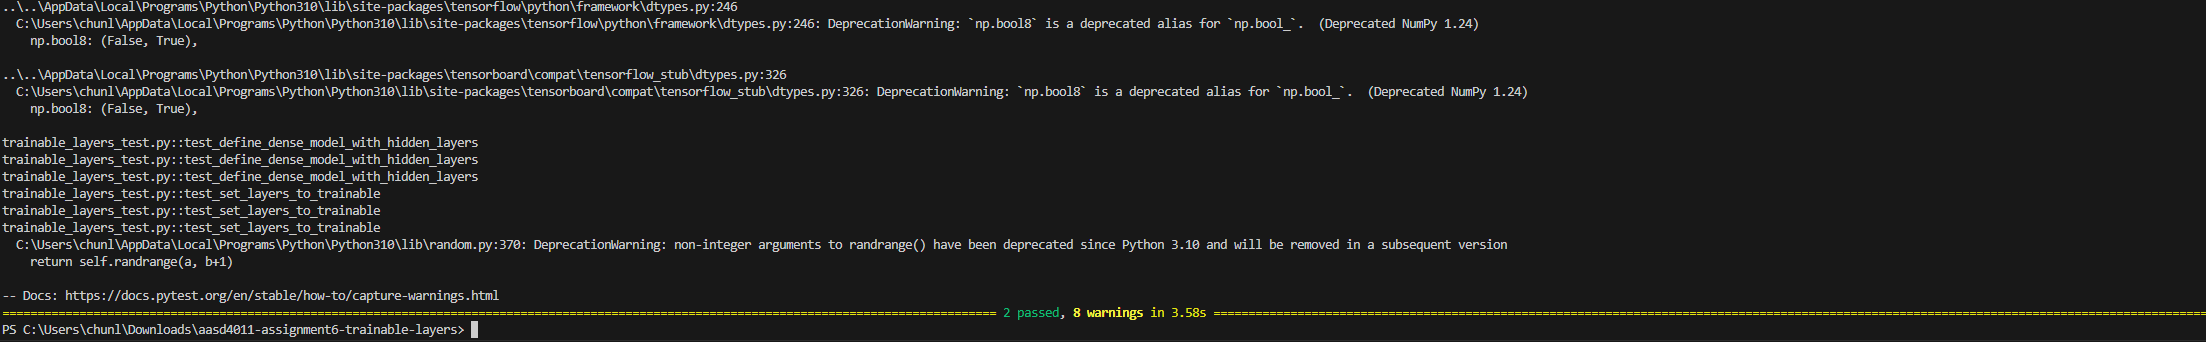 ..\..\AppData\Local\Programs\Python\Python310\lib\site-packages\tensorflow\python\framework\dtypes.py:246
  C:\Users\chunl\AppData\Local\Programs\Python\Python310\lib\site-packages\tensorflow\python\framework\dtypes.py:246: DeprecationWarning: `np.bool8` is a deprecated alias for `np.bool_`.  (Deprecated NumPy 1.24)
    np.bool8: (False, True),

..\..\AppData\Local\Programs\Python\Python310\lib\site-packages\tensorboard\compat\tensorflow_stub\dtypes.py:326
  C:\Users\chunl\AppData\Local\Programs\Python\Python310\lib\site-packages\tensorboard\compat\tensorflow_stub\dtypes.py:326: DeprecationWarning: `np.bool8` is a deprecated alias for `np.bool_`.  (Deprecated NumPy 1.24)
    np.bool8: (False, True),

trainable_layers_test.py::test_define_dense_model_with_hidden_layers
trainable_layers_test.py::test_define_dense_model_with_hidden_layers
trainable_layers_test.py::test_define_dense_model_with_hidden_layers
trainable_layers_test.py::test_set_layers_to_trainable
trainable_layers_test.py::test_set_layers_to_trainable
trainable_layers_test.py::test_set_layers_to_trainable
  C:\Users\chunl\AppData\Local\Programs\Python\Python310\lib\random.py:370: DeprecationWarning: non-integer arguments to randrange() have been deprecated since Python 3.10 and will be removed in a subsequent version
    return self.randrange(a, b+1)

-- Docs: https://docs.pytest.org/en/stable/how-to/capture-warnings.html
2 passed, 8 warnings in 3.58s
PS C:\Users\chunl\Downloads\aasd4011-assignment6-trainable-layers>